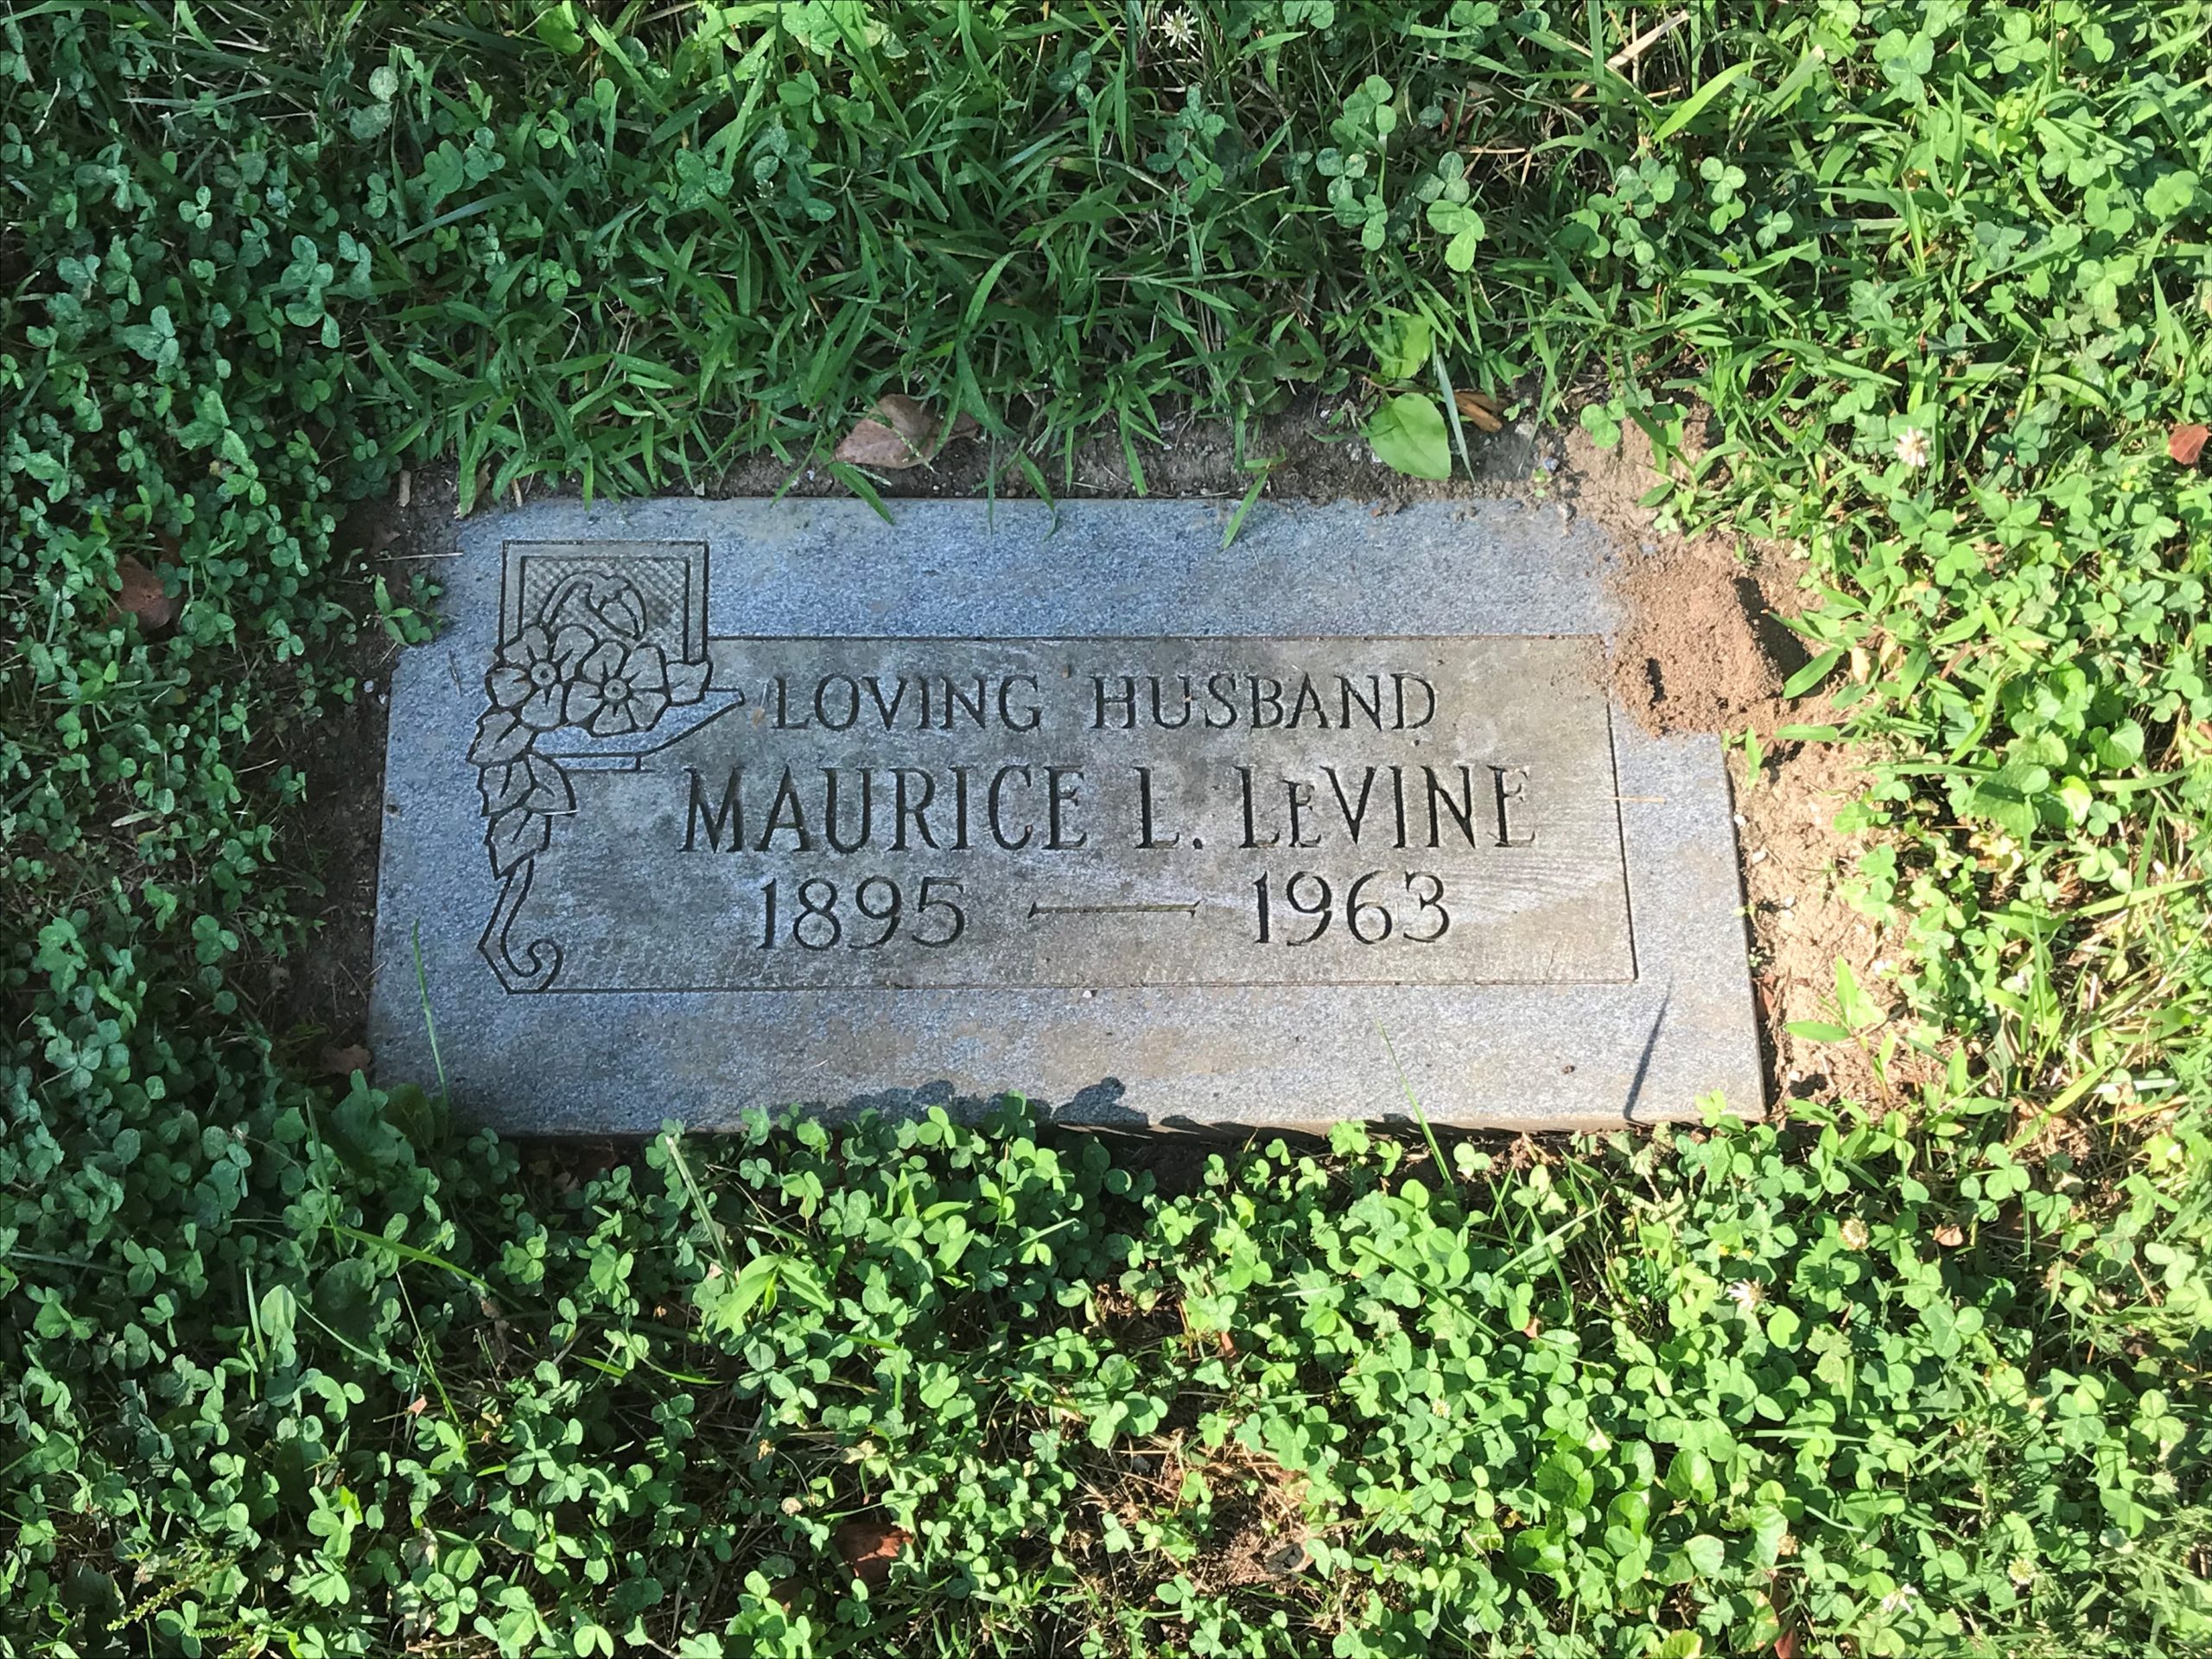 LOVING HUSBAND
MAURICE L. LEVINE
1895 — 1963